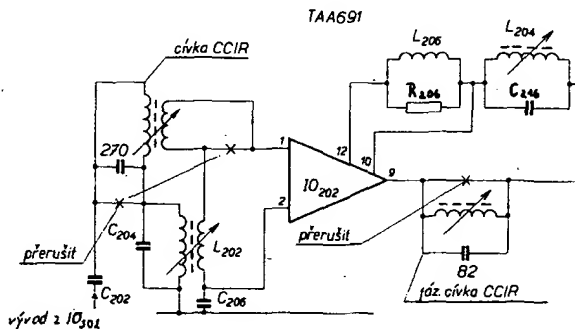 TAA691
cívka CCIR
L206
L204
R206
C216
270
1
12
10
9
IO202
2
přerušit
C204
L202
přerušit
82
C202
C206
fáz. cívka CCIR
vývod z IO301